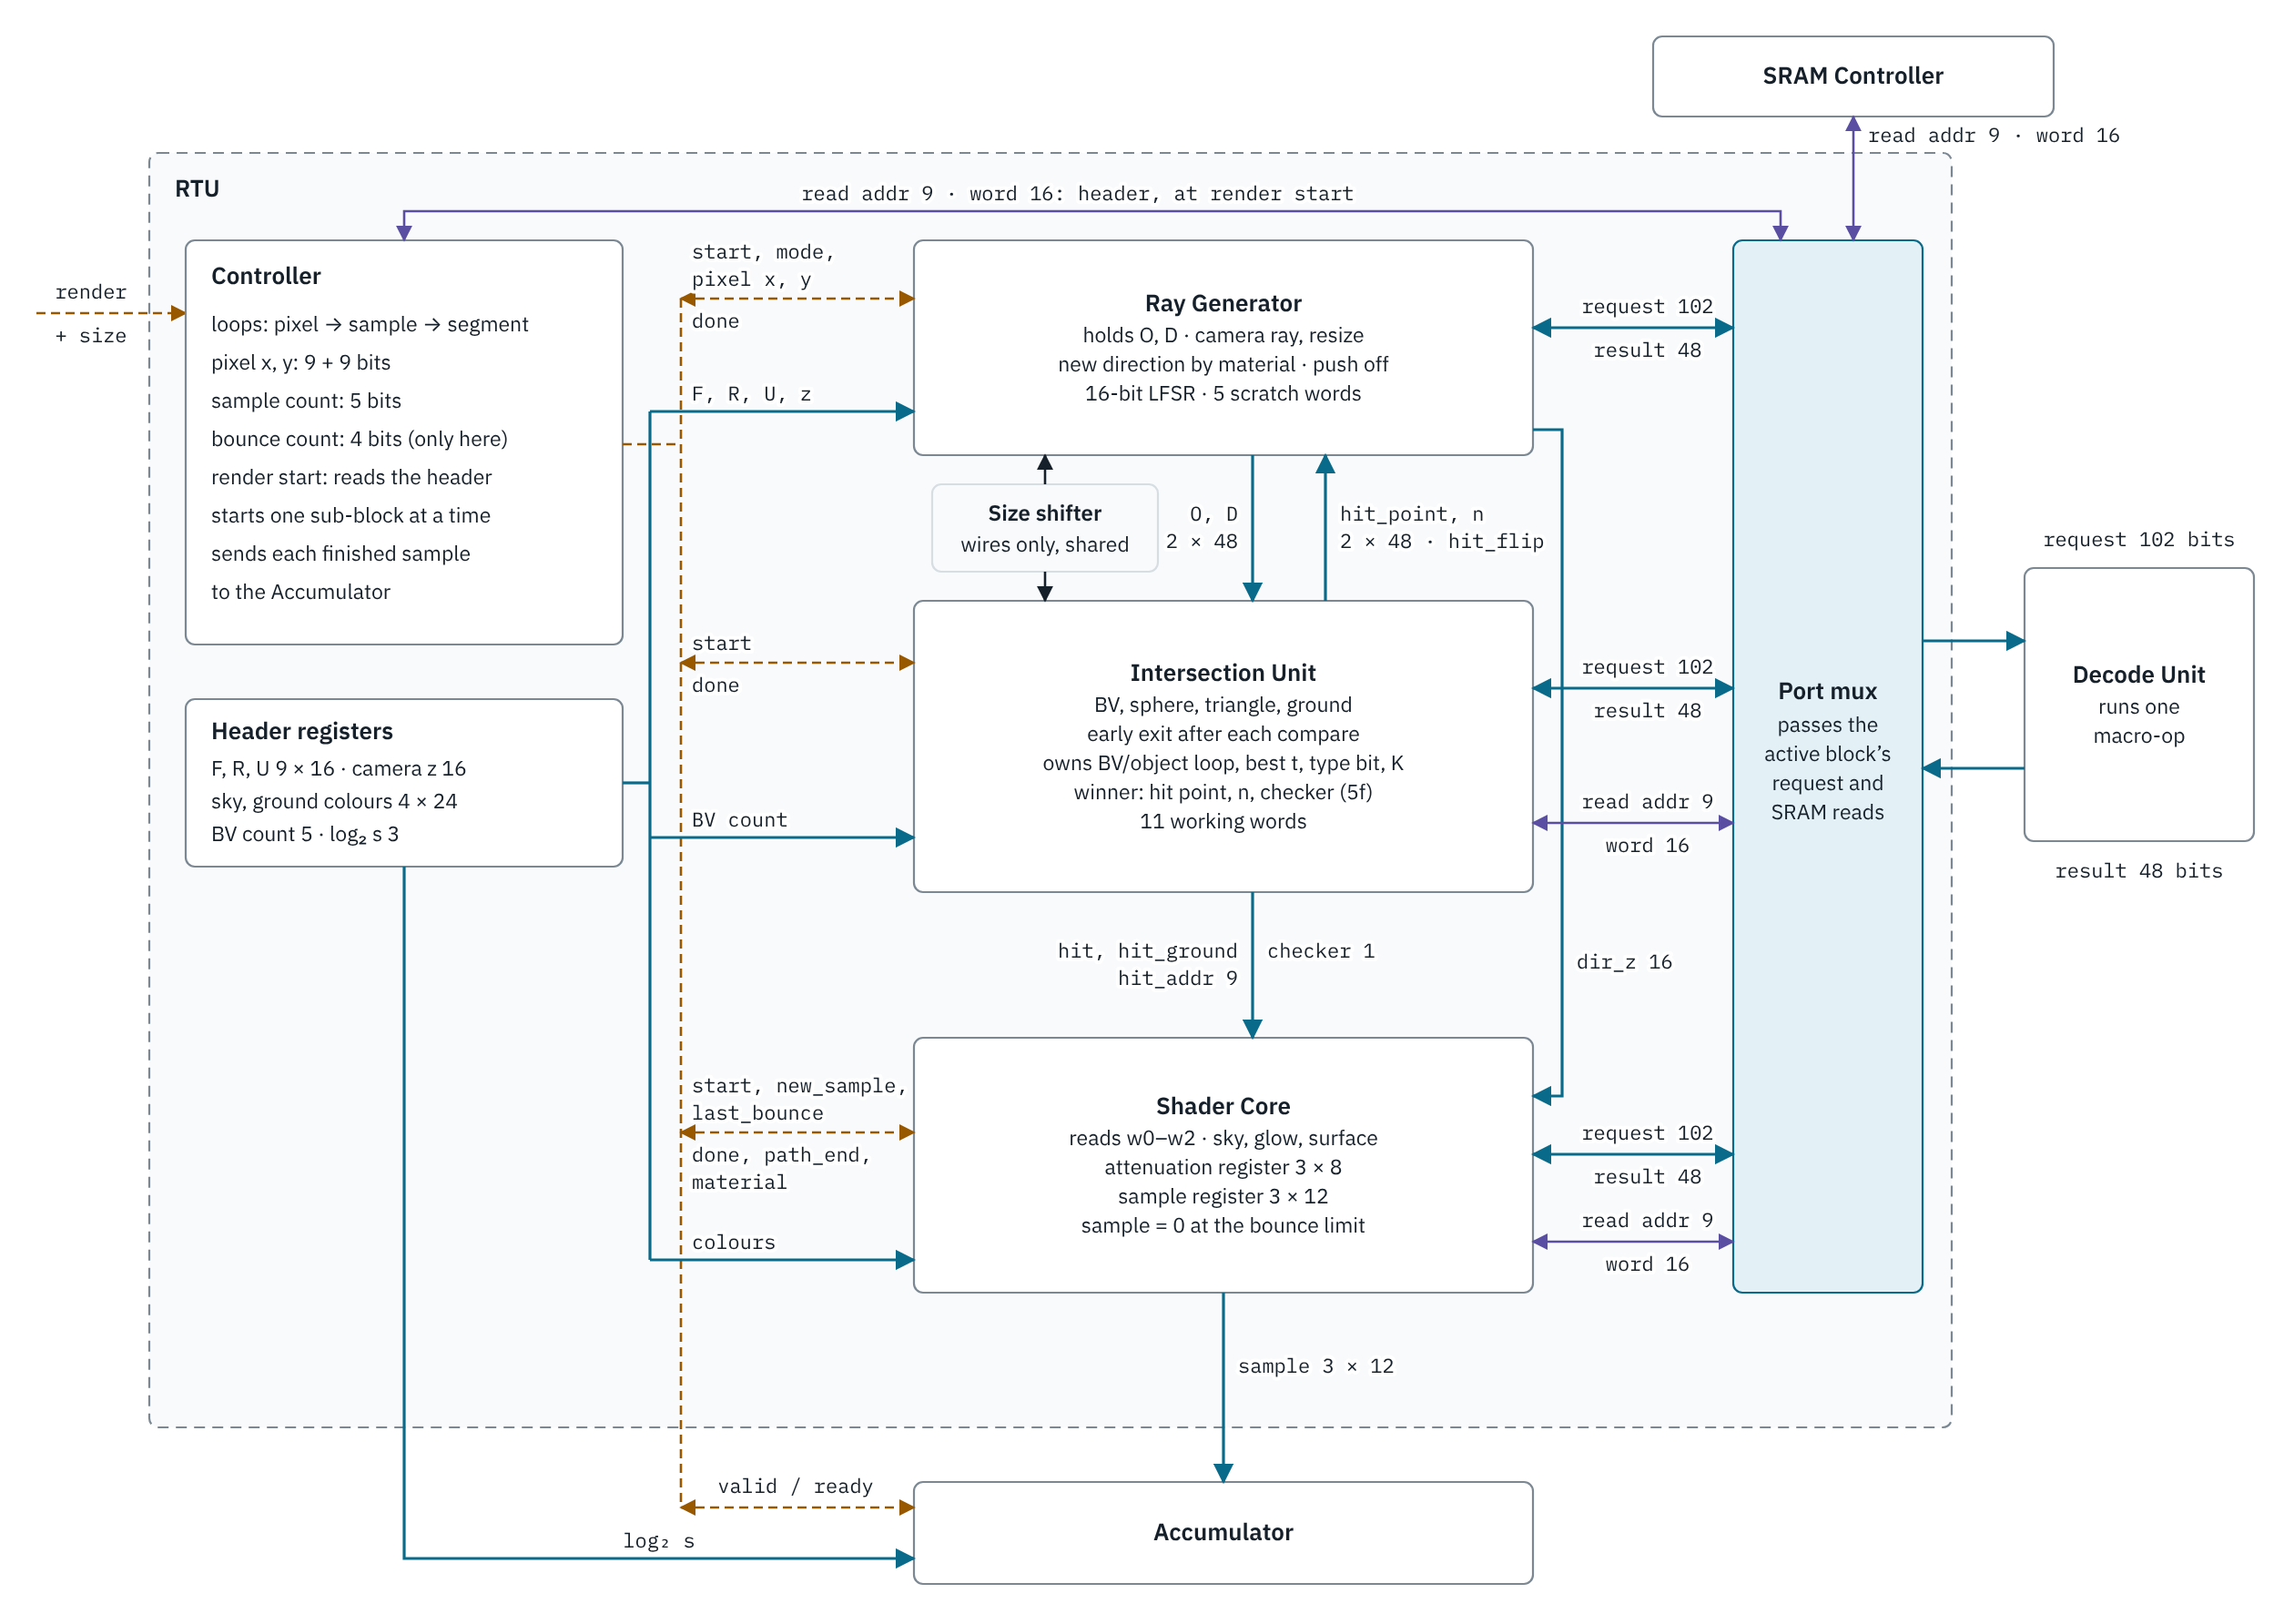 SRAM Controller
read addr 9 · word 16
RTU
read addr 9 · word 16: header, at render start
render
+ size
Controller
loops: pixel → sample → segment
pixel x, y: 9 + 9 bits
sample count: 5 bits
bounce count: 4 bits (only here)
render start: reads the header
starts one sub-block at a time
sends each finished sample
to the Accumulator
start, mode,
pixel x, y
done
F, R, U, z
Ray Generator
holds O, D · camera ray, resize
new direction by material · push off
16-bit LFSR · 5 scratch words
request 102
result 48
Size shifter
wires only, shared
O, D
2 × 48
hit_point, n
2 × 48 · hit_flip
start
done
Header registers
F, R, U 9 × 16 · camera z 16
sky, ground colours 4 × 24
BV count 5 · log₂ s 3
BV count
Intersection Unit
BV, sphere, triangle, ground
early exit after each compare
owns BV/object loop, best t, type bit, K
winner: hit point, n, checker (5f)
11 working words
request 102
result 48
read addr 9
word 16
Port mux
passes the
active block’s
request and
SRAM reads
request 102 bits
Decode Unit
runs one
macro-op
result 48 bits
hit, hit_ground
hit_addr 9
checker 1
dir_z 16
start, new_sample,
last_bounce
done, path_end,
material
colours
Shader Core
reads w0–w2 · sky, glow, surface
attenuation register 3 × 8
sample register 3 × 12
sample = 0 at the bounce limit
request 102
result 48
read addr 9
word 16
sample 3 × 12
valid / ready
log₂ s
Accumulator